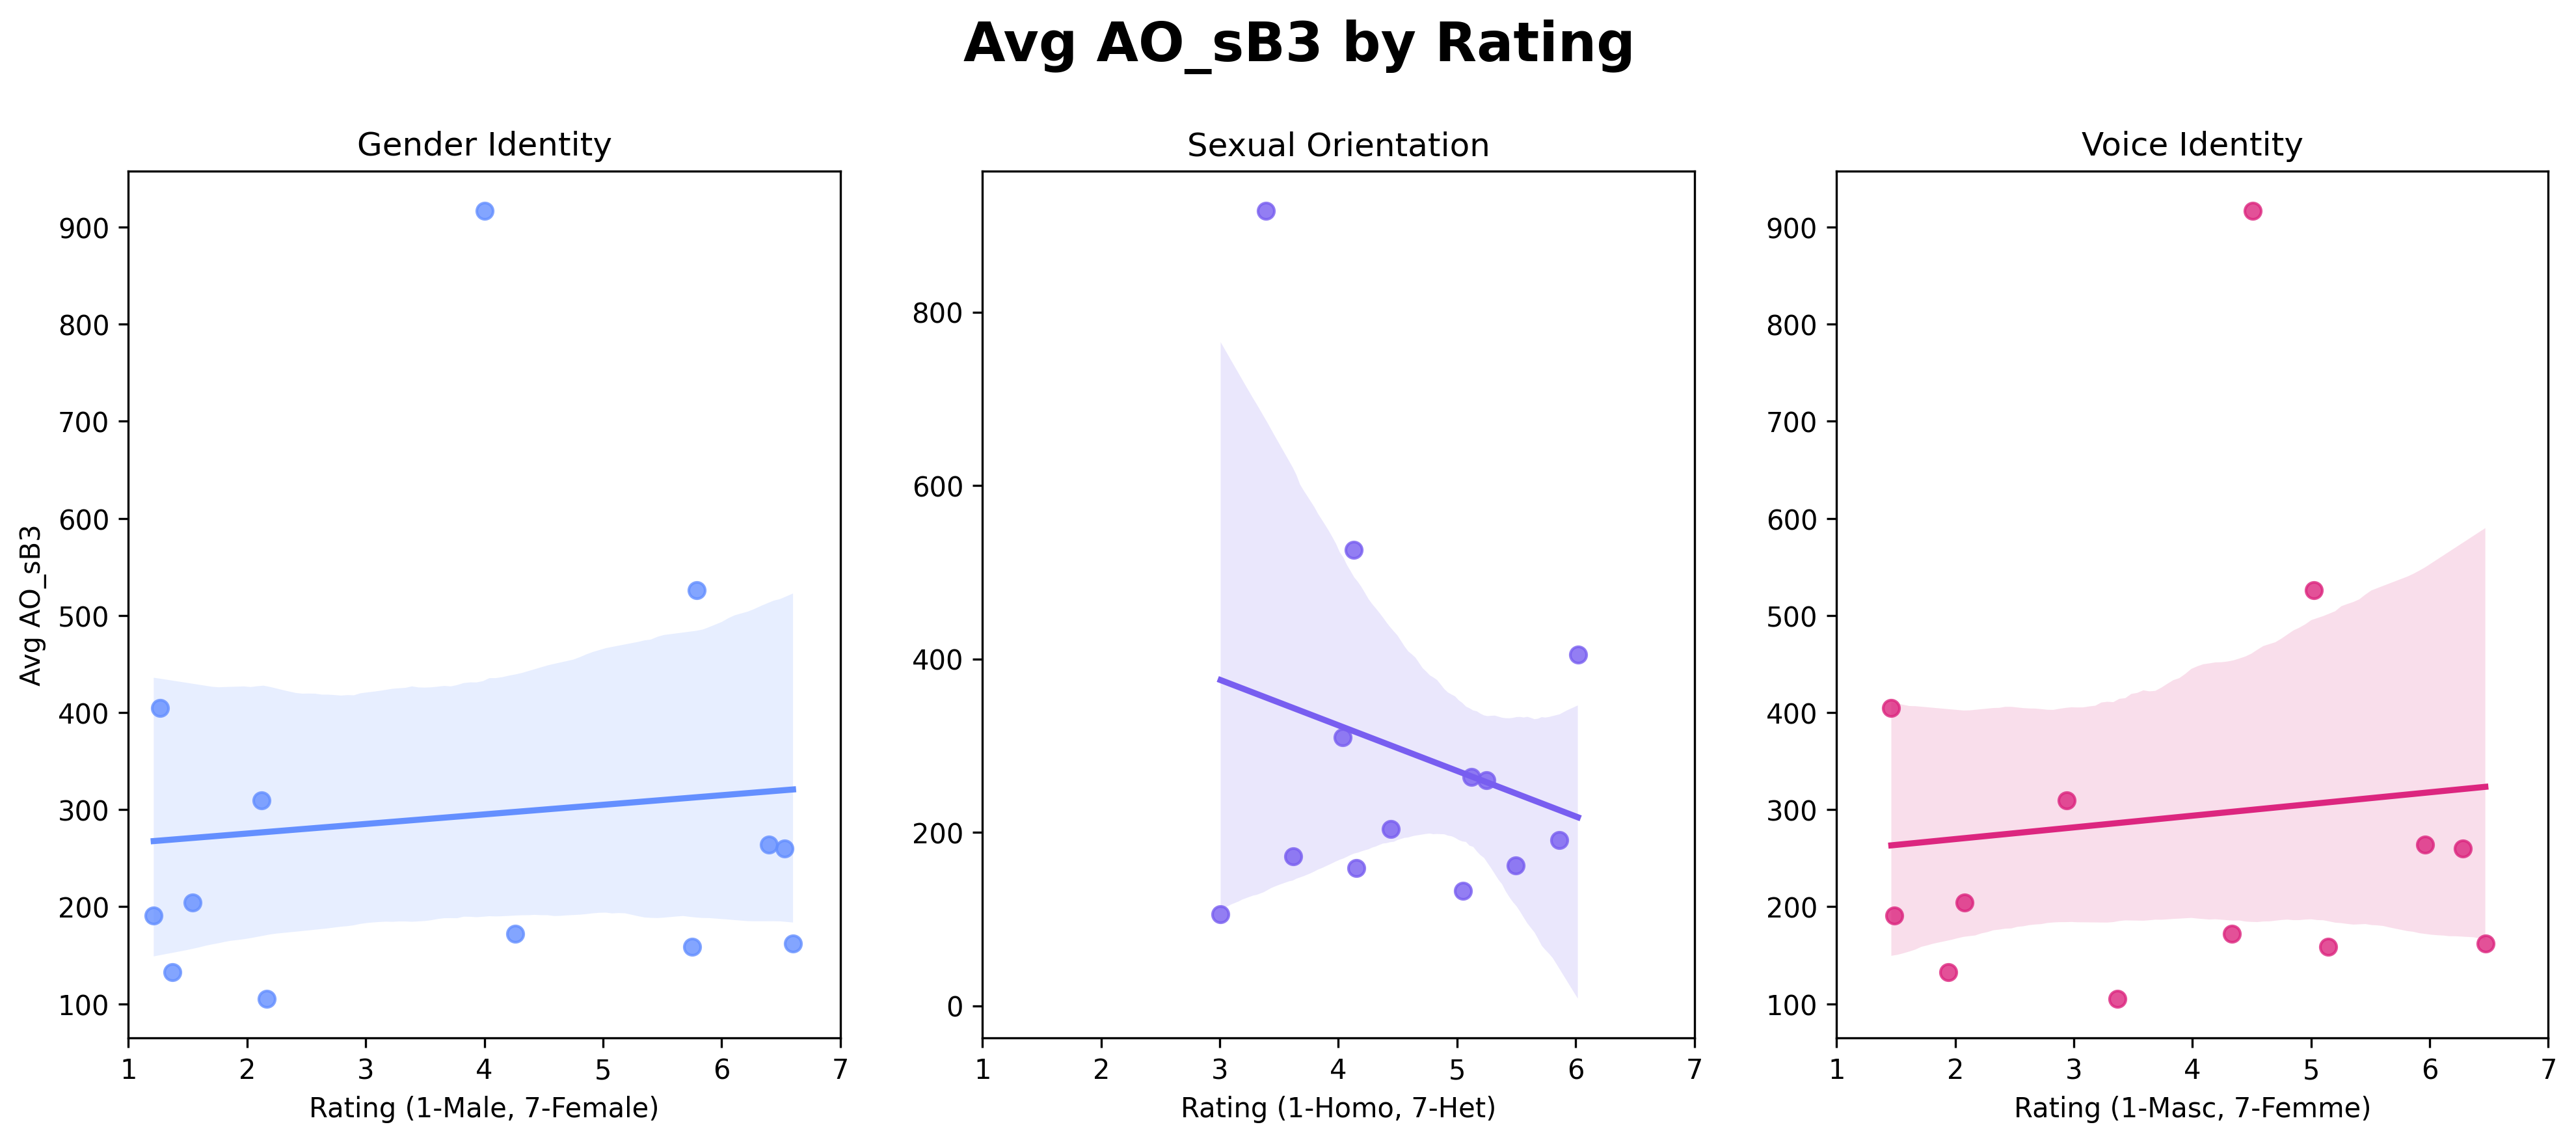 Avg AO_sB3 by Rating
Gender Identity
Sexual Orientation
Voice Identity
Avg AO_sB3
900
800
700
600
500
400
300
200
100
1 2 3 4 5 6 7
Rating (1-Male, 7-Female)
800
600
400
200
0
1 2 3 4 5 6 7
Rating (1-Homo, 7-Het)
900
800
700
600
500
400
300
200
100
1 2 3 4 5 6 7
Rating (1-Masc, 7-Femme)